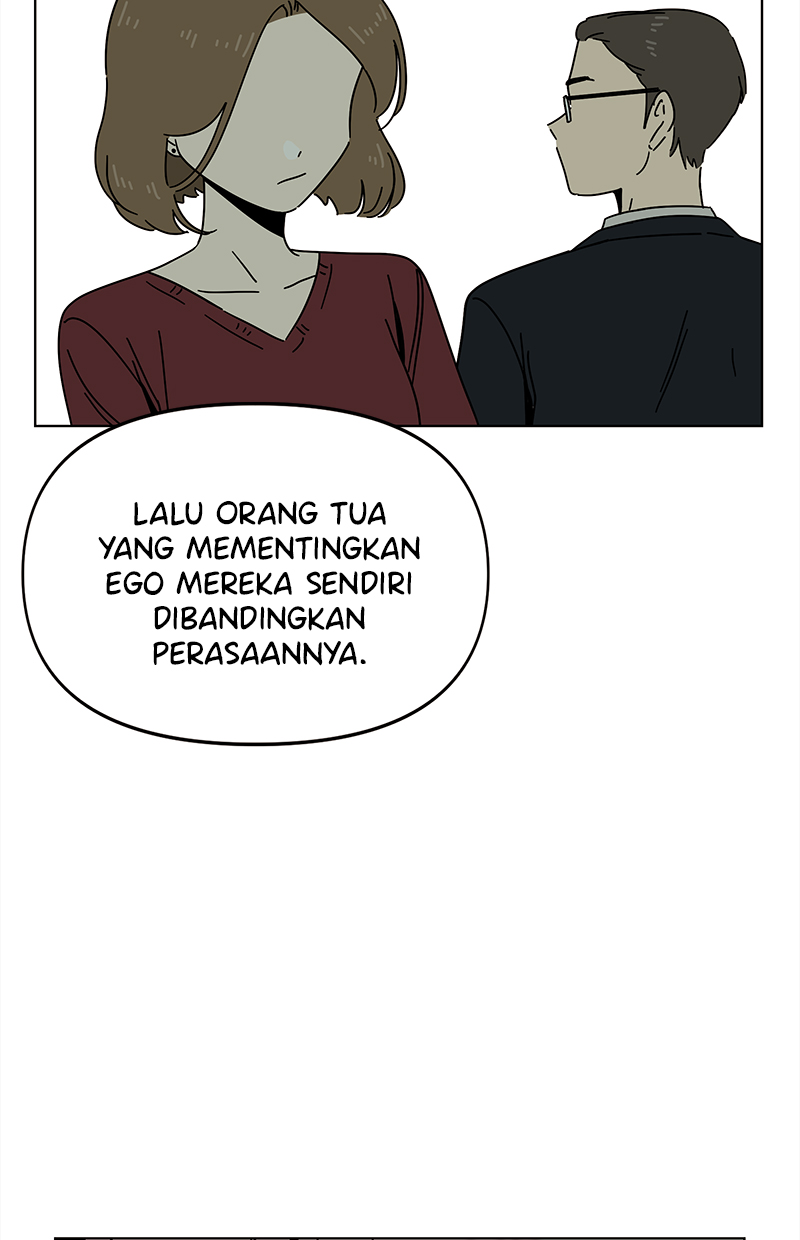 LALU ORANG TUA
YANG MEMENTINGKAN
EGO MEREKA SENDIRI
DIBANDINGKAN
PERASAANNYA.